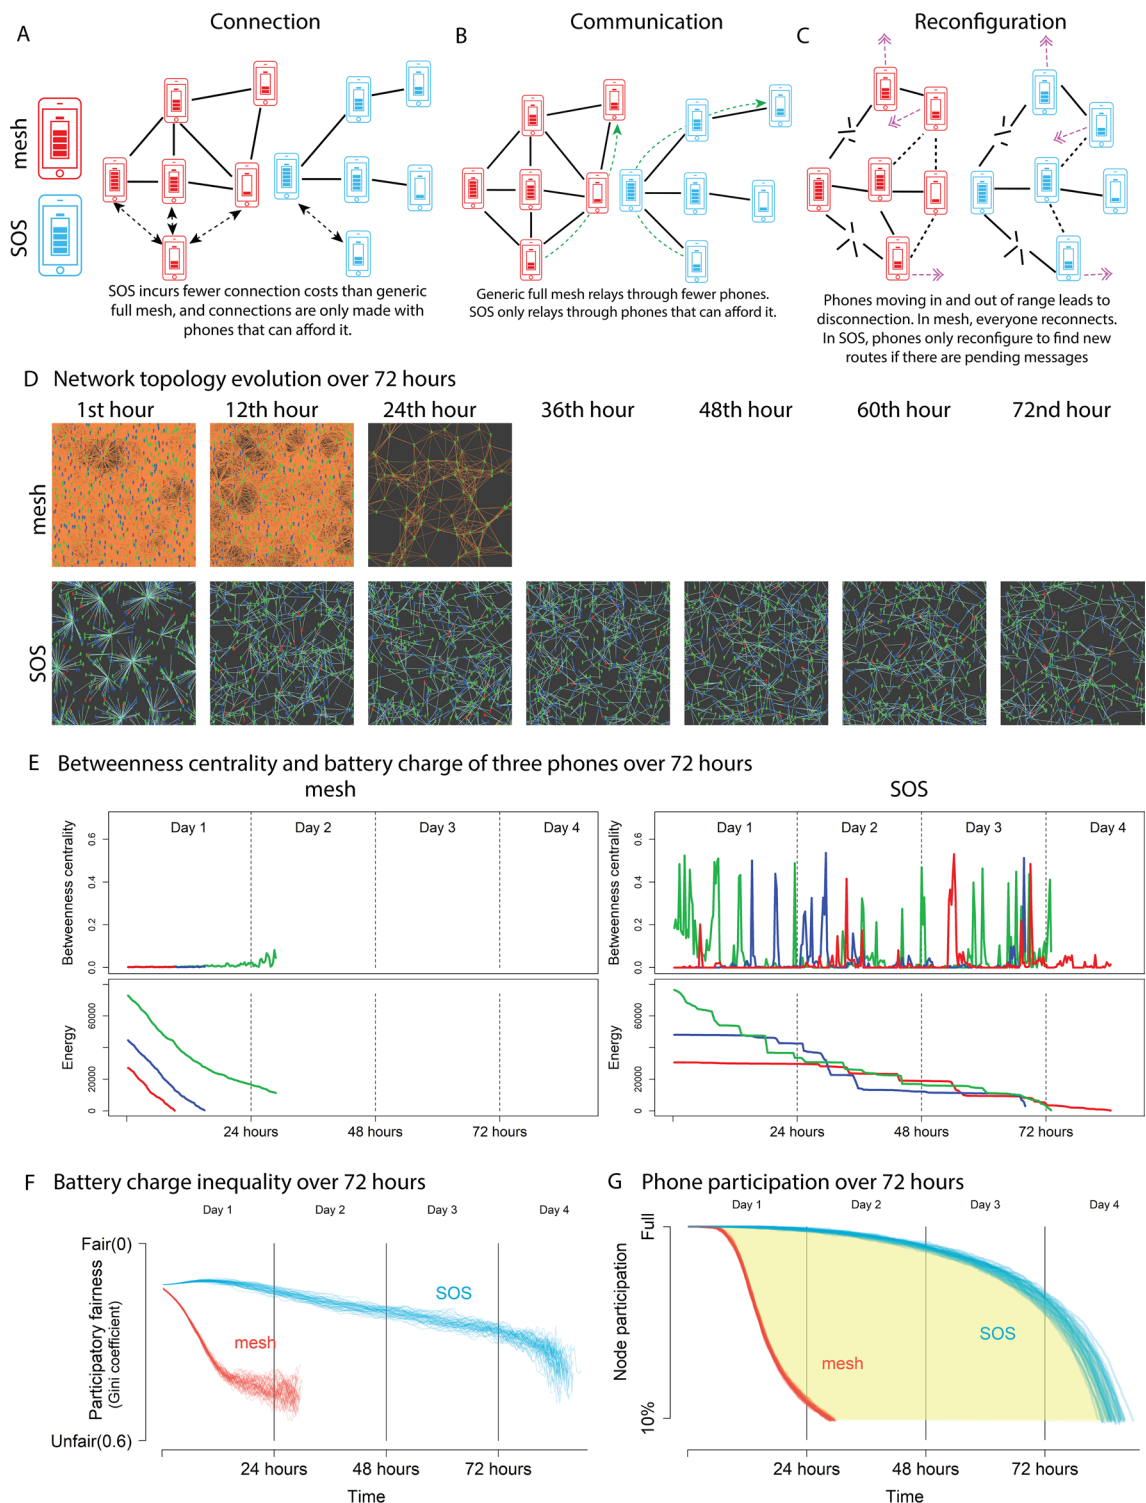 A
Connection
B
Communication
C
Reconfiguration
mesh
SOS
SOS incurs fewer connection costs than generic
full mesh, and connections are only made with
phones that can afford it.
Generic full mesh relays through fewer phones.
SOS only relays through phones that can afford it.
Phones moving in and out of range leads to
disconnection. In mesh, everyone reconnects.
In SOS, phones only reconfigure to find new
routes if there are pending messages
D Network topology evolution over 72 hours
1st hour
12th hour
24th hour
36th hour
48th hour
60th hour
72nd hour
mesh
SOS
E Betweenness centrality and battery charge of three phones over 72 hours
mesh
Betweenness centrality
0.6
0.4
0.2
0.0
Day 1
Day 2
Day 3
Day 4
Energy
60000
20000
0
24 hours
48 hours
72 hours
SOS
Betweenness centrality
0.6
0.4
0.2
0.0
Day 1
Day 2
Day 3
Day 4
Energy
60000
20000
0
24 hours
48 hours
72 hours
F Battery charge inequality over 72 hours
Day 1
Day 2
Day 3
Day 4
Fair(0)
Participatory fairness
(Gini coefficient)
Unfair(0.6)
SOS
mesh
24 hours
48 hours
72 hours
Time
G Phone participation over 72 hours
Day 1
Day 2
Day 3
Day 4
Full
Node participation
10%
SOS
mesh
24 hours
48 hours
72 hours
Time